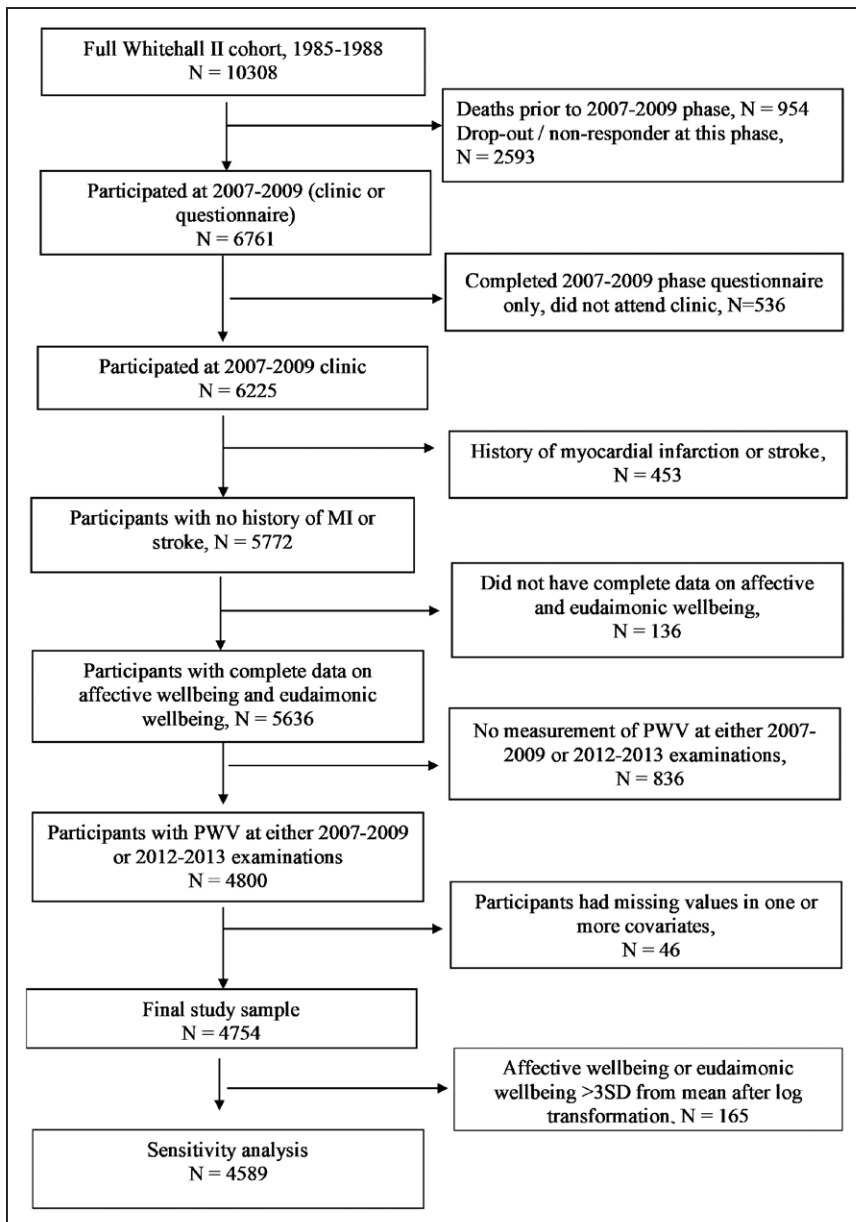 Full Whitehall II cohort, 1985-1988
N = 10308
Deaths prior to 2007-2009 phase, N = 954
Drop-out / non-responder at this phase,
N = 2593
Participated at 2007-2009 (clinic or
questionnaire)
N = 6761
Completed 2007-2009 phase questionnaire
only, did not attend clinic, N=536
Participated at 2007-2009 clinic
N = 6225
History of myocardial infarction or stroke,
N = 453
Participants with no history of MI or
stroke, N = 5772
Did not have complete data on affective
and eudaimonic wellbeing,
N = 136
Participants with complete data on
affective wellbeing and eudaimonic
wellbeing, N = 5636
No measurement of PWV at either 2007-
2009 or 2012-2013 examinations,
N = 836
Participants with PWV at either 2007-2009
or 2012-2013 examinations
N = 4800
Participants had missing values in one or
more covariates,
N = 46
Final study sample
N = 4754
Affective wellbeing or eudaimonic
wellbeing >3SD from mean after log
transformation, N = 165
Sensitivity analysis
N = 4589